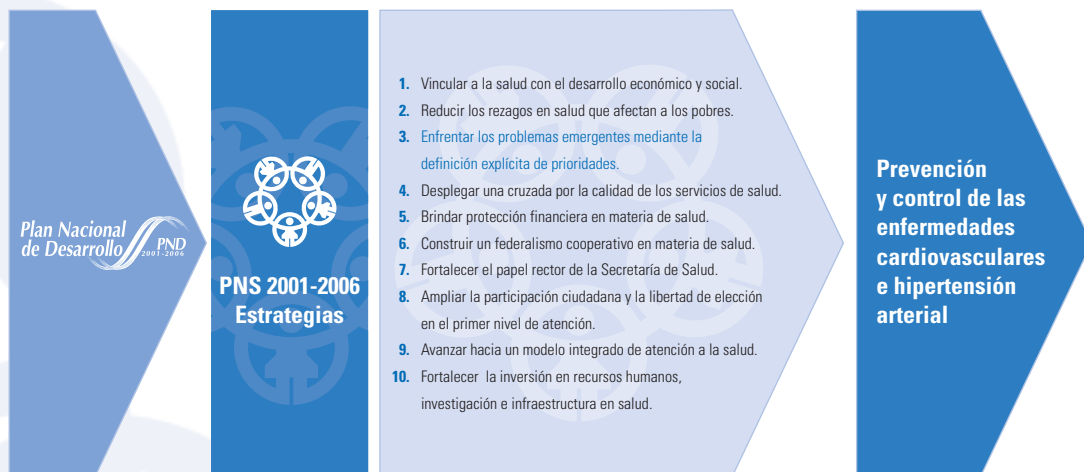 Plan Nacional
de Desarrollo
PND
2001-2006
PNS 2001-2006
Estrategias
1. Vincular a la salud con el desarrollo económico y social.
2. Reducir los rezagos en salud que afectan a los pobres.
3. Enfrentar los problemas emergentes mediante la
definición explícita de prioridades.
4. Desplegar una cruzada por la calidad de los servicios de salud.
5. Brindar protección financiera en materia de salud.
6. Construir un federalismo cooperativo en materia de salud.
7. Fortalecer el papel rector de la Secretaría de Salud.
8. Ampliar la participación ciudadana y la libertad de elección
en el primer nivel de atención.
9. Avanzar hacia un modelo integrado de atención a la salud.
10. Fortalecer la inversión en recursos humanos,
investigación e infraestructura en salud.
Prevención
y control de las
enfermedades
cardiovasculares
e hipertensión
arterial